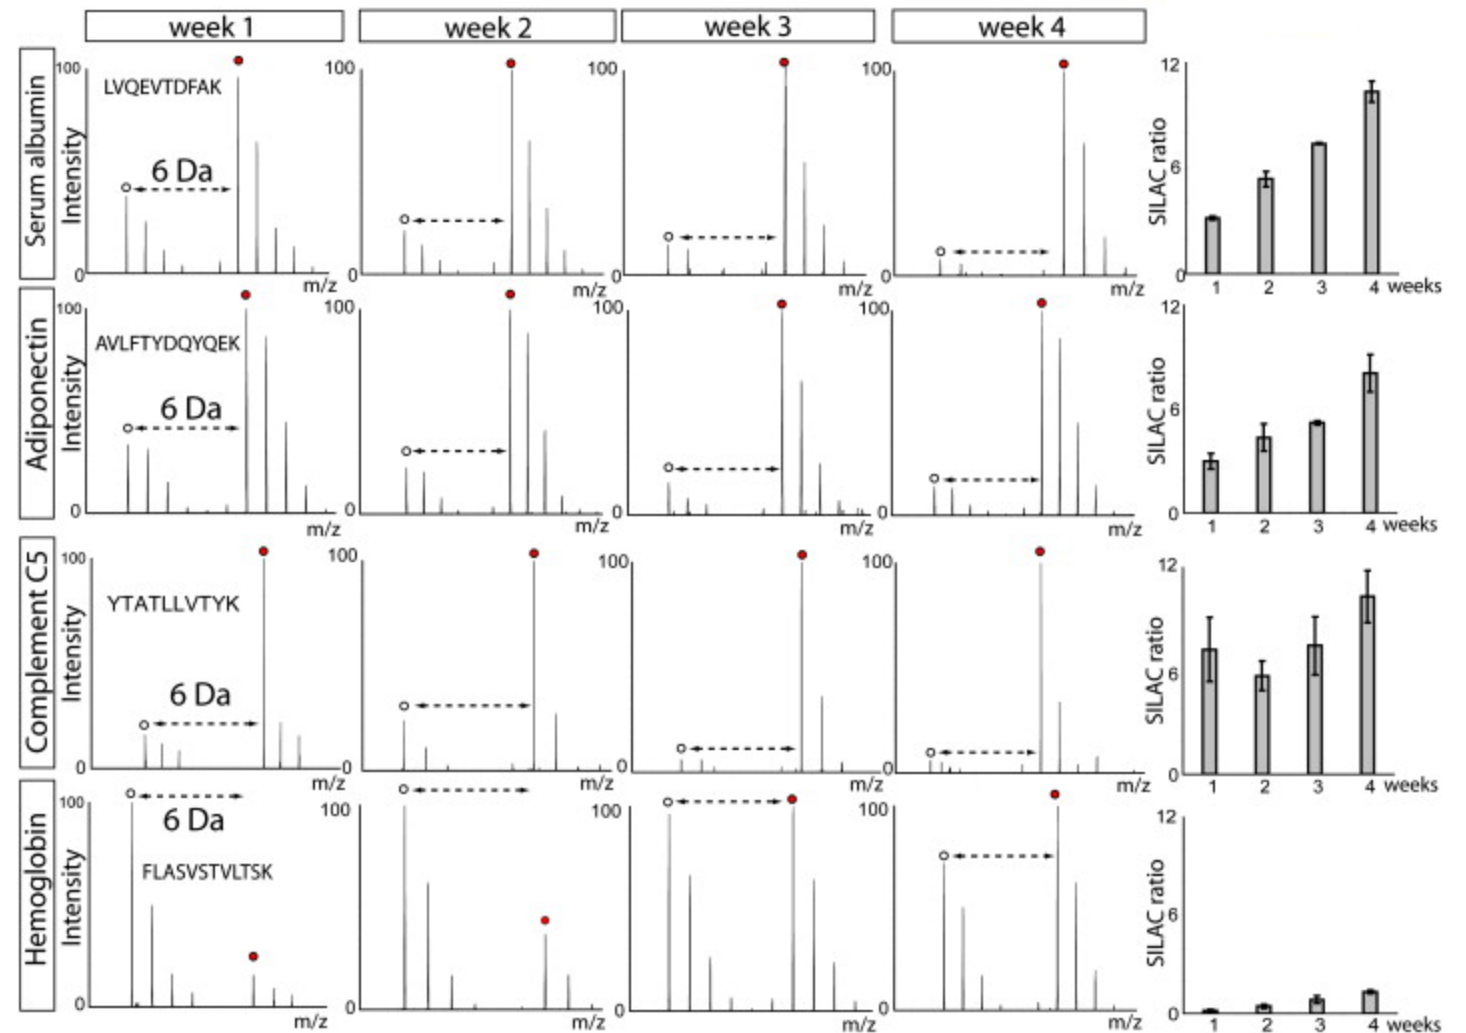 week 1
week 2
week 3
week 4
Serum albumin
Intensity
100
0
LVQEVTDFAK
6 Da
m/z
100
0
m/z
100
0
m/z
100
0
m/z
SILAC ratio
12
6
0
1 2 3 4 weeks
Adiponectin
Intensity
100
0
AVLFTYDQYQEK
6 Da
m/z
100
0
m/z
100
0
m/z
100
0
m/z
SILAC ratio
12
6
0
1 2 3 4 weeks
Complement C5
Intensity
100
0
YTATLLVTYK
6 Da
m/z
100
0
m/z
100
0
m/z
100
0
m/z
SILAC ratio
12
6
0
1 2 3 4 weeks
Hemoglobin
Intensity
100
0
6 Da
FLASVSTVLTSK
m/z
100
0
m/z
100
0
m/z
100
0
m/z
SILAC ratio
12
6
0
1 2 3 4 weeks